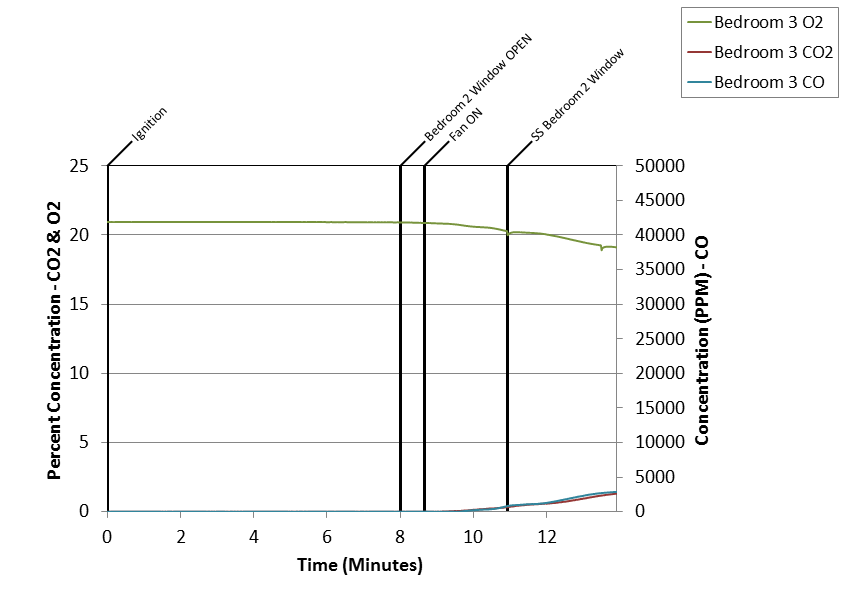 Bedroom 3 O2
Bedroom 3 CO2
Bedroom 3 CO
Ignition
Bedroom 2 Window OPEN
Fan ON
SS Bedroom 2 Window
25
20
15
10
5
0
Percent Concentration - CO2 & O2
50000
45000
40000
35000
30000
25000
20000
15000
10000
5000
0
Concentration (PPM) - CO
0 2 4 6 8 10 12
Time (Minutes)